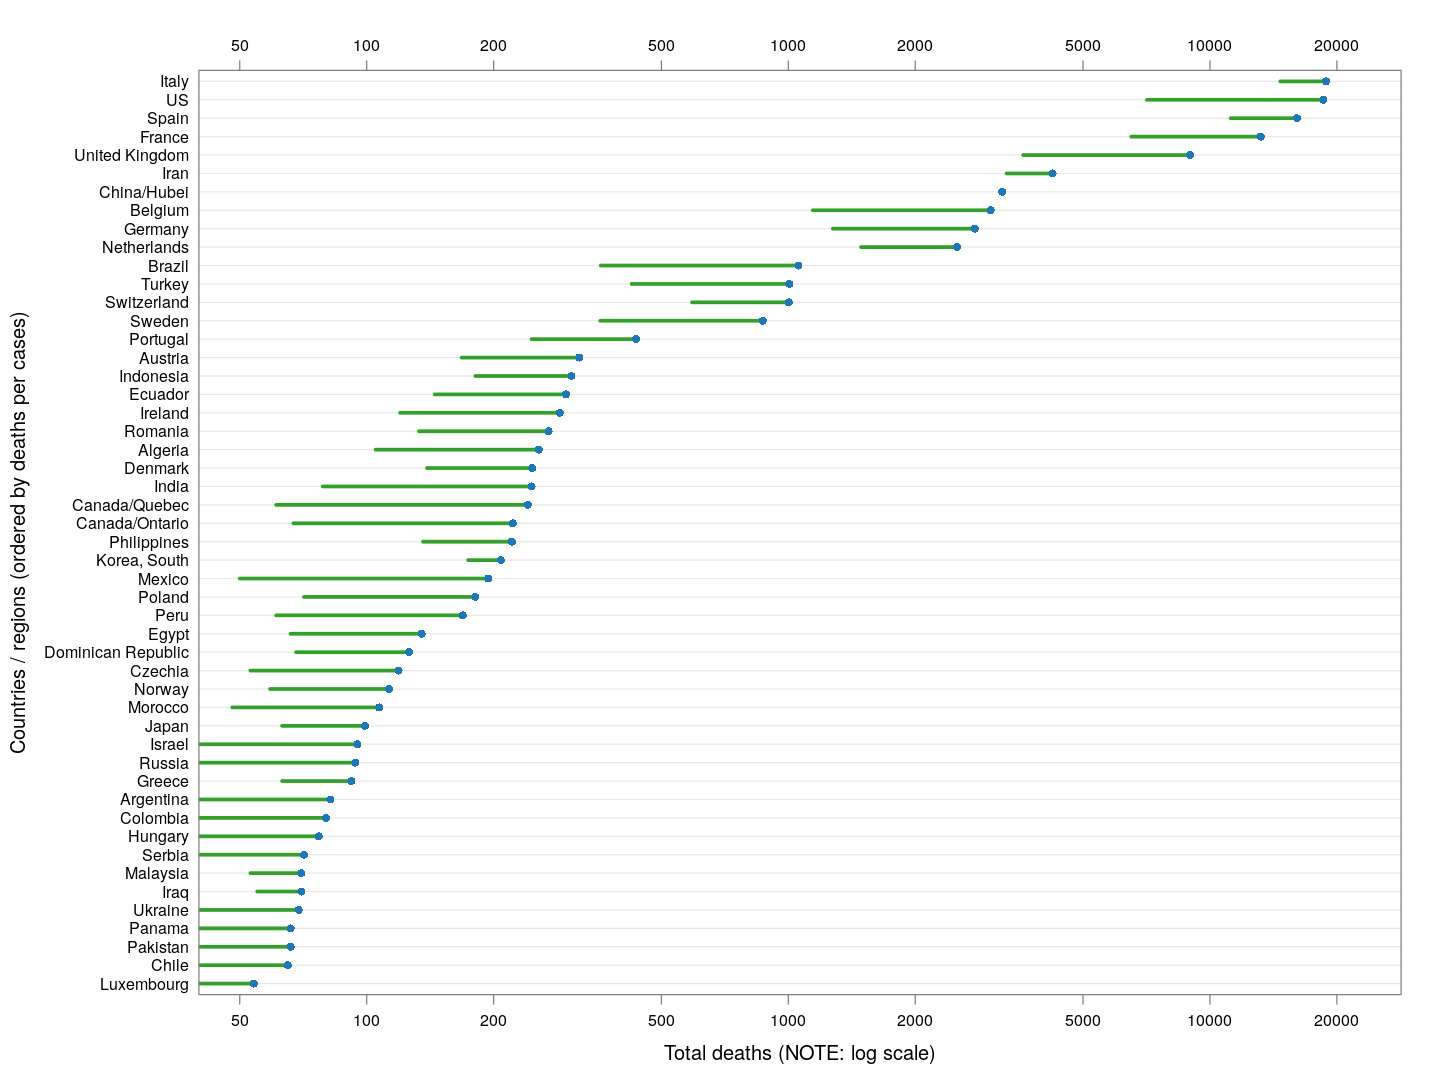 50 100 200 500 1000 2000 5000 10000 20000
Italy
US
Spain
France
United Kingdom
Iran
China/Hubei
Belgium
Germany
Netherlands
Brazil
Turkey
Switzerland
Sweden
Portugal
Austria
Indonesia
Ecuador
Ireland
Romania
Algeria
Denmark
India
Canada/Quebec
Canada/Ontario
Philippines
Korea, South
Mexico
Poland
Peru
Egypt
Dominican Republic
Czechia
Norway
Morocco
Japan
Israel
Russia
Greece
Argentina
Colombia
Hungary
Serbia
Malaysia
Iraq
Ukraine
Panama
Pakistan
Chile
Luxembourg
Countries / regions (ordered by deaths per cases)
50 100 200 500 1000 2000 5000 10000 20000
Total deaths (NOTE: log scale)